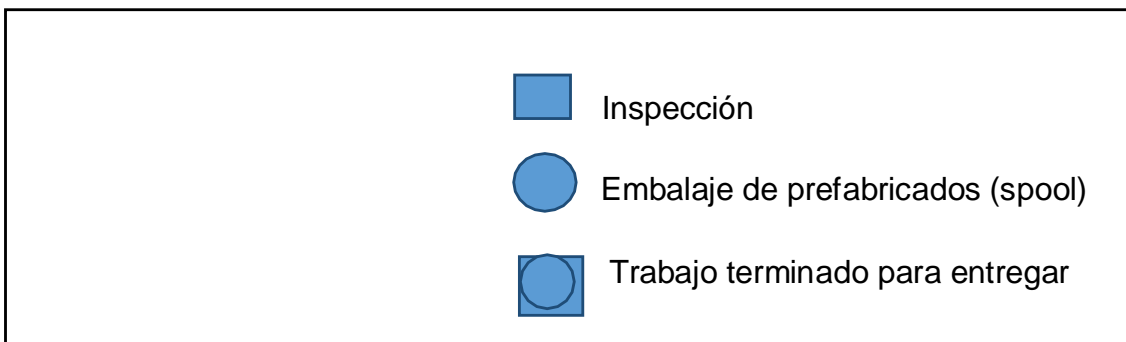 Inspección
Embalaje de prefabricados (spool)
Trabajo terminado para entregar